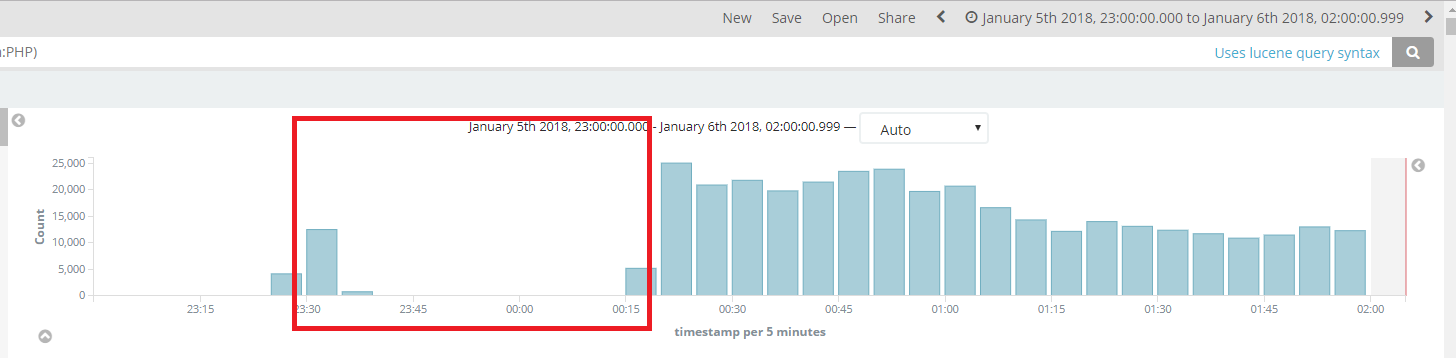 New Save Open Share January 5th 2018, 23:00:00.000 to January 6th 2018, 02:00:00.999
:PHP) Uses lucene query syntax
January 5th 2018, 23:00:00.000 - January 6th 2018, 02:00:00.999 — Auto
25,000
20,000
15,000
10,000
5,000
0
Count
23:15 23:30 23:45 00:00 00:15 00:30 00:45 01:00 01:15 01:30 01:45 02:00
timestamp per 5 minutes